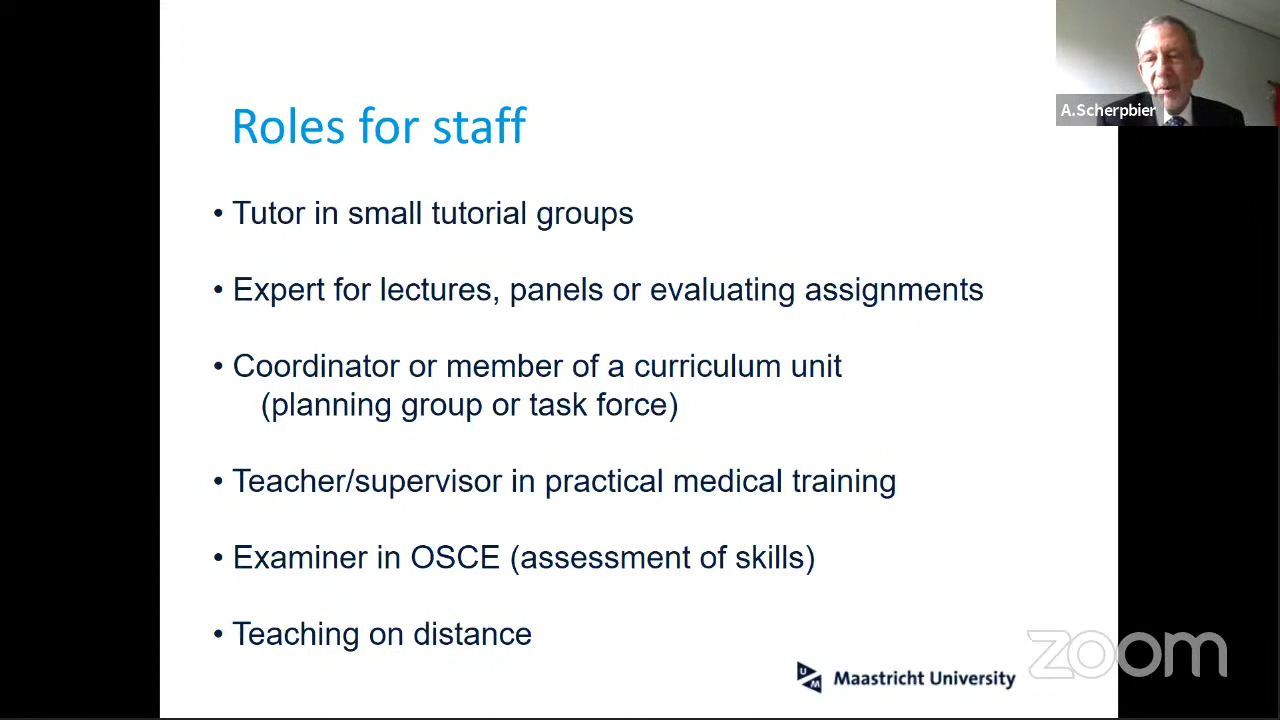 A.Scherpbier
Roles for staff
• Tutor in small tutorial groups
• Expert for lectures, panels or evaluating assignments
• Coordinator or member of a curriculum unit
(planning group or task force)
• Teacher/supervisor in practical medical training
• Examiner in OSCE (assessment of skills)
• Teaching on distance
U M Maastricht University
zoom